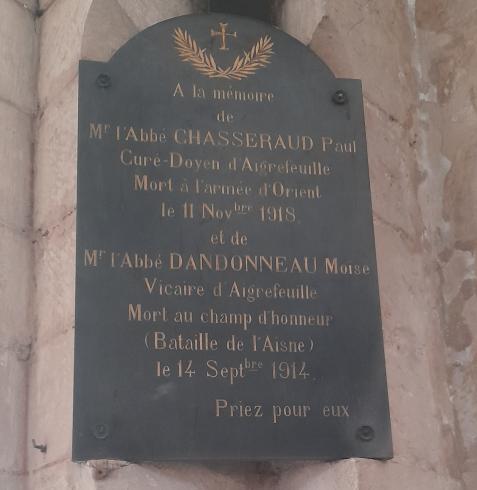 A la mémoire
de
Mr l'Abbé CHASSERAUD Paul
Curé-Doyen d'Aigrefeuille
Mort à l'armée d'Orient
le 11 Novbre 1918.
et de
Mr l'Abbé DANDONNEAU Moise
Vicaire d'Aigrefeuille
Mort au champ d'honneur
(Bataille de l'Aisne)
le 14 Septbre 1914.
Priez pour eux